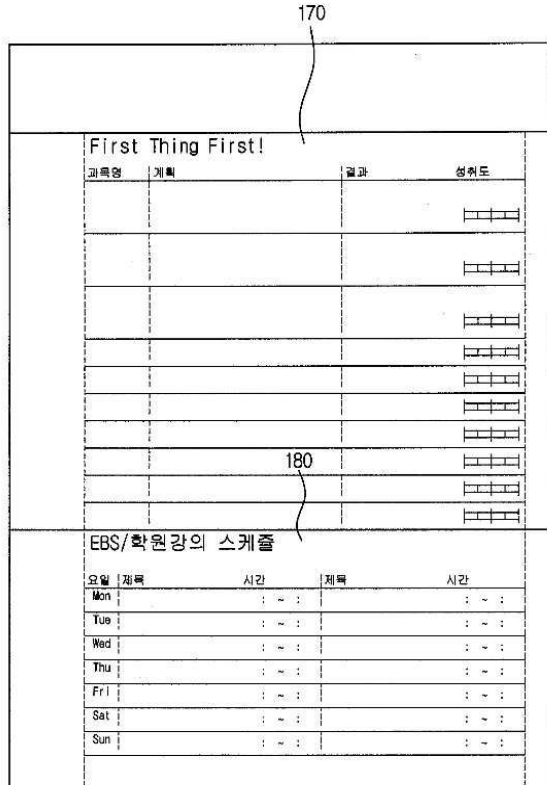 170
First Thing First!
과목명 계획 결과 성취도
180
EBS/학원강의 스케쥴
요일 제목 시간 제목 시간
Mon : ~ : : ~ :
Tue : ~ : : ~ :
Wed : ~ : : ~ :
Thu : ~ : : ~ :
Fri : ~ : : ~ :
Sat : ~ : : ~ :
Sun : ~ : : ~ :